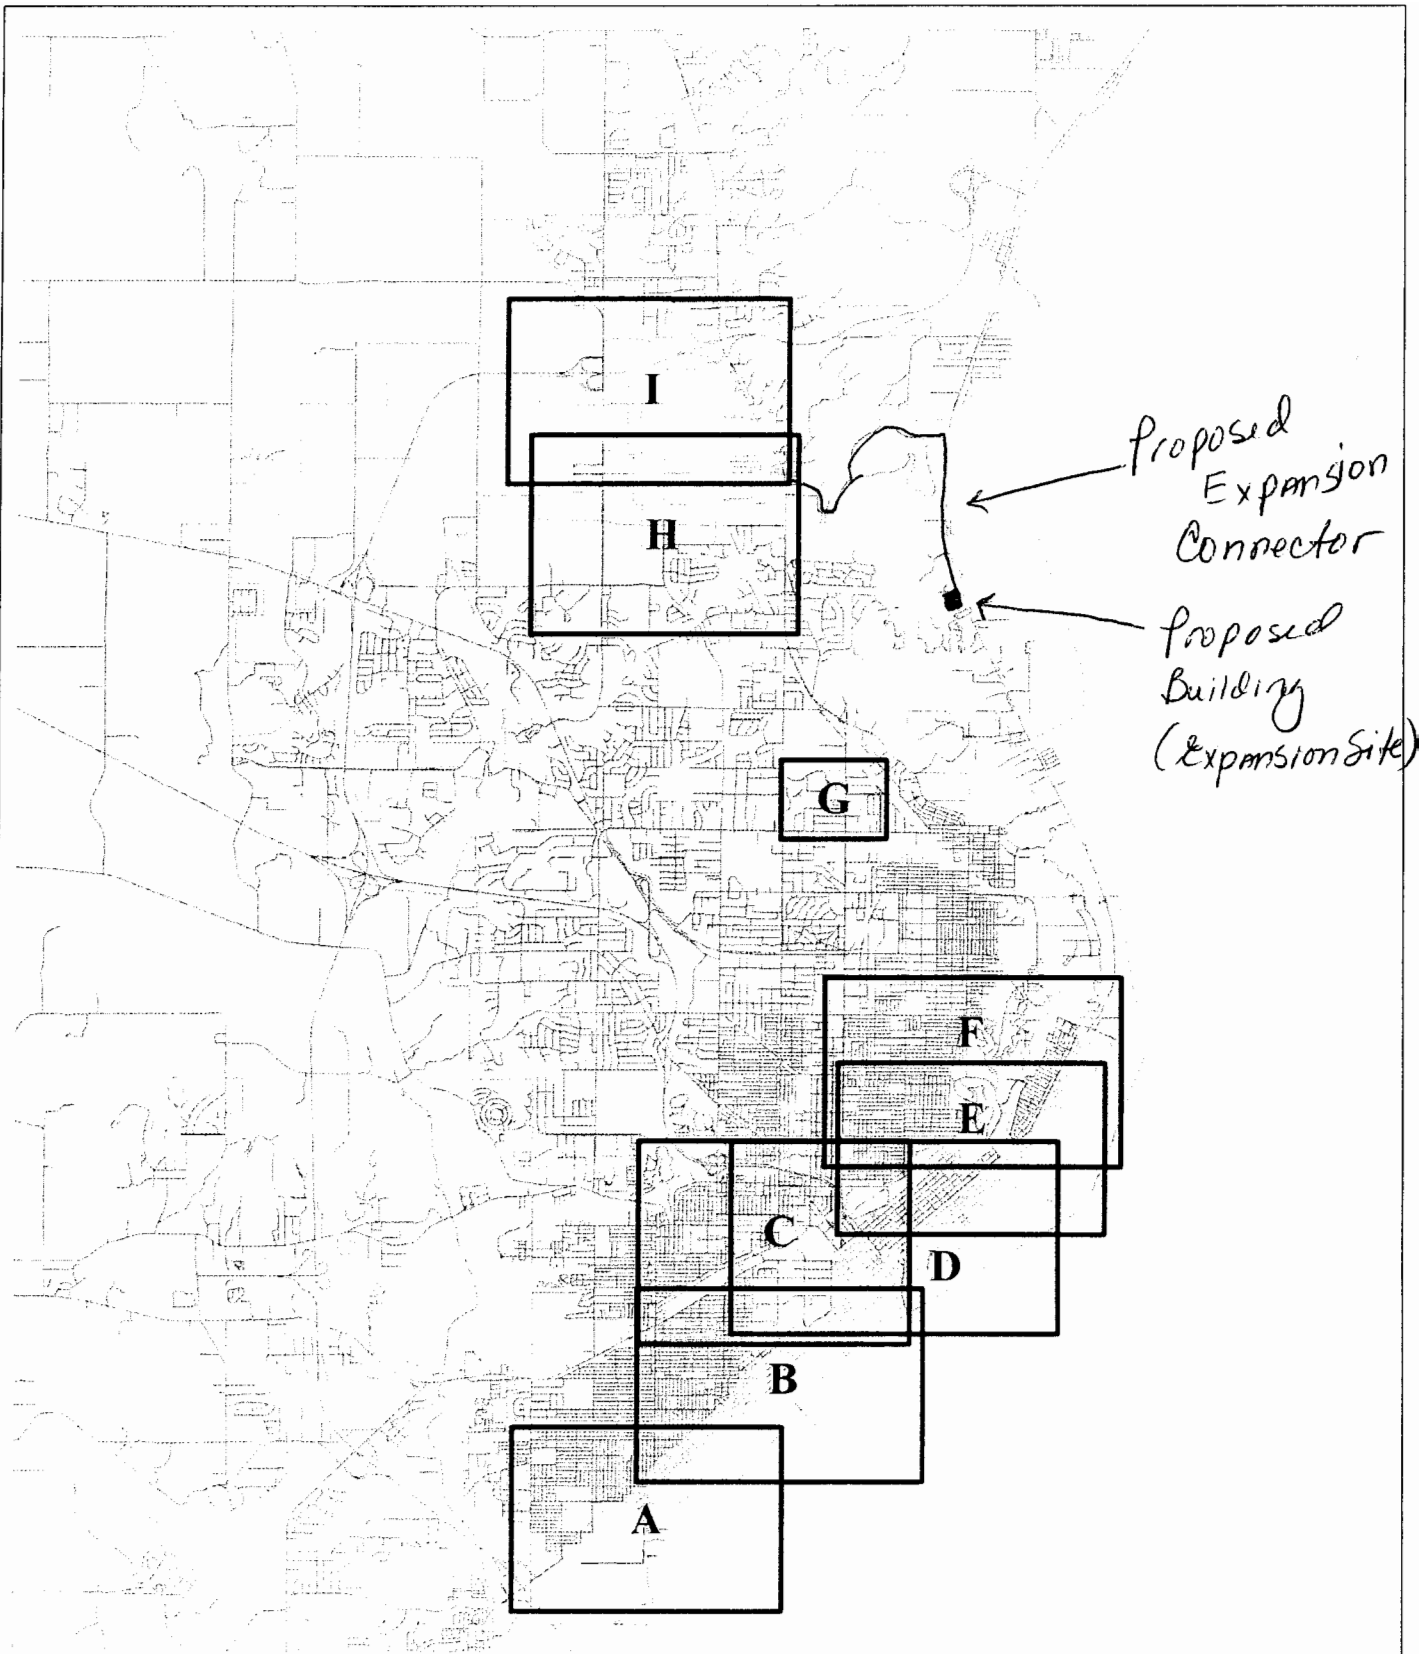 I
Proposed
Expansion
Connector
H
Proposed
Building
(Expansion Site)
G
F
E
C
D
B
A